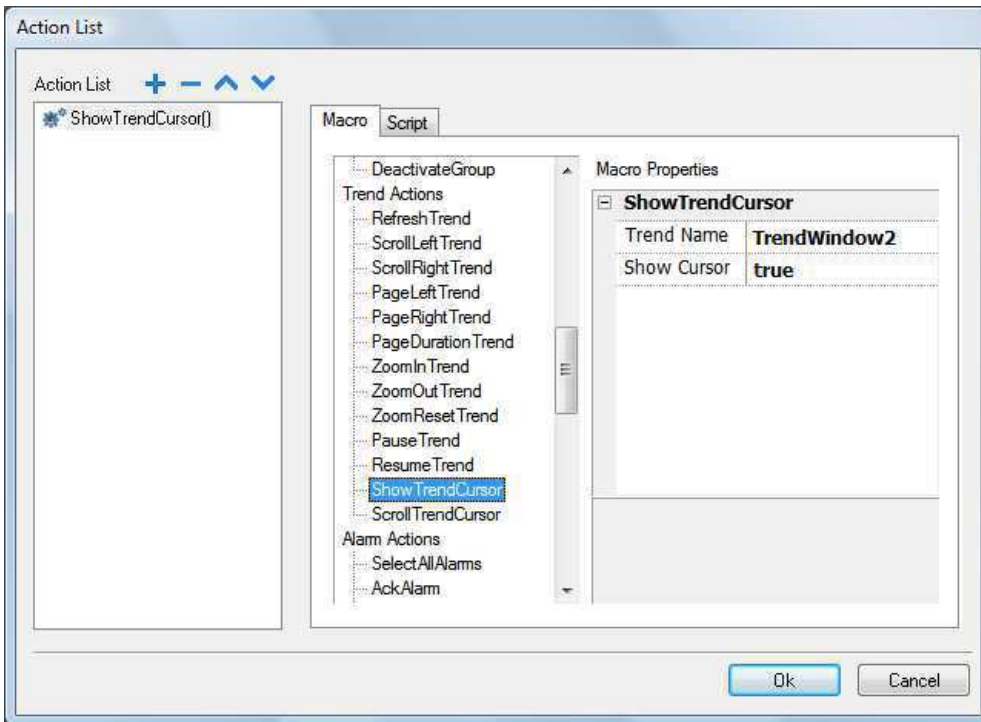 Action List
Action List
ShowTrendCursor()
Macro
Script
DeactivateGroup
Trend Actions
RefreshTrend
ScrollLeftTrend
ScrollRightTrend
PageLeftTrend
PageRightTrend
PageDurationTrend
ZoomInTrend
ZoomOutTrend
ZoomResetTrend
PauseTrend
ResumeTrend
ShowTrendCursor
ScrollTrendCursor
Alarm Actions
SelectAllAlarms
AckAlarm
Macro Properties
ShowTrendCursor
Trend Name TrendWindow2
Show Cursor true
Ok
Cancel